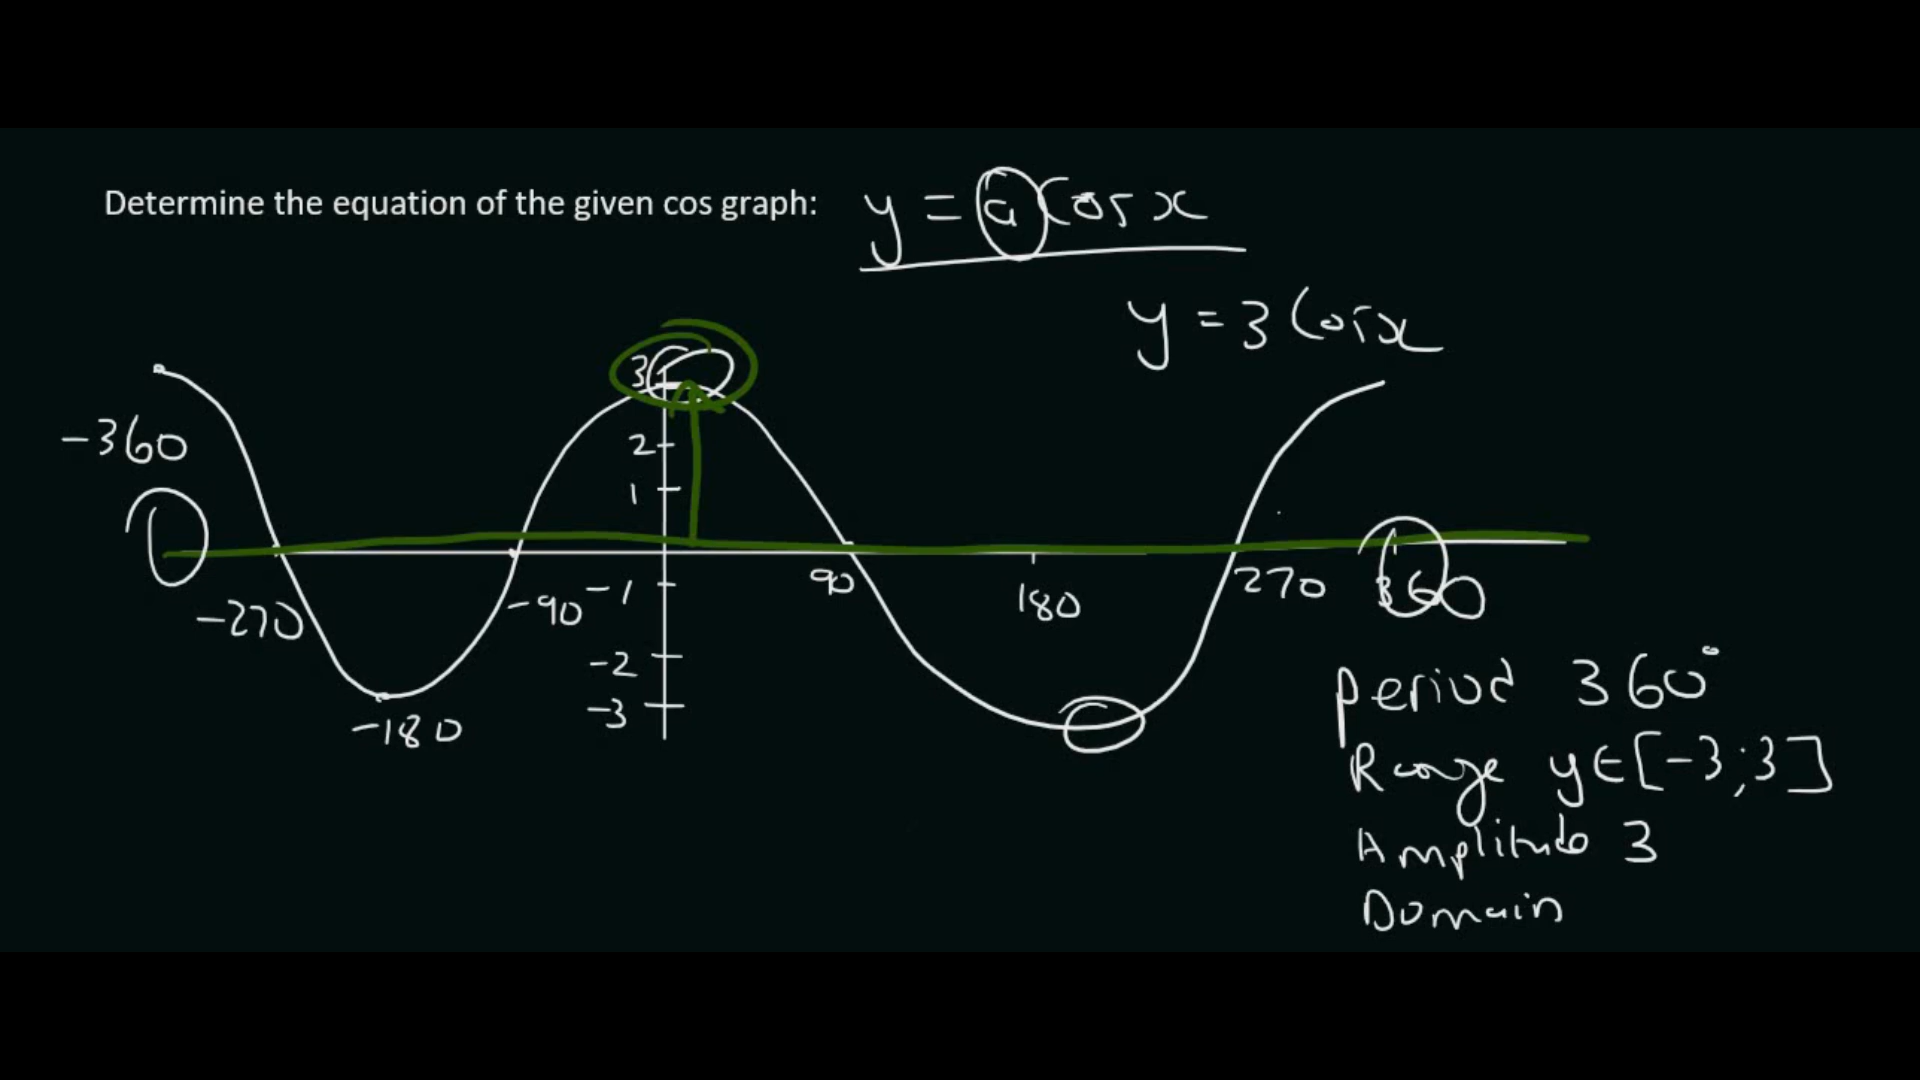 Determine the equation of the given cos graph: y = a cos x
y = 3 cos x
3
-360
2
1
-270
-90
-1
90
180
270
360
-2
-3
-180
period 360°
Range y∈[-3;3]
Amplitude 3
Domain